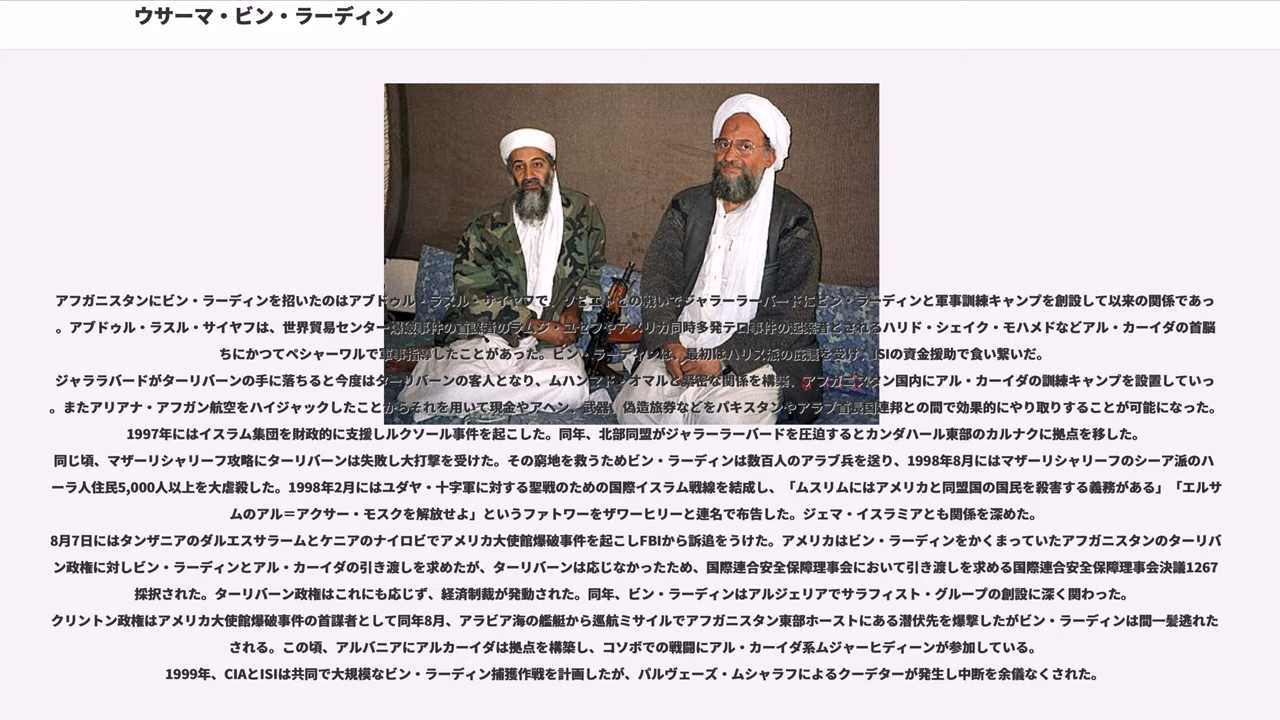 ウサーマ・ビン・ラーディン
アフガニスタンにビン・ラーディンを招いたのはアブドゥル・ラスル・サイヤフで、ソビエトとの戦いでジャラーラーバードにビン・ラーディンと軍事訓練キャンプを創設して以来の関係であっ
。アブドゥル・ラスル・サイヤフは、世界貿易センター爆破事件の首謀者のラムジ・ユセフやアメリカ同時多発テロ事件の起案者とされるハリド・シェイク・モハメドなどアル・カーイダの首脳
ちにかつてペシャーワルで軍事指導したことがあった。ビン・ラーディンは、最初はハリス派の庇護を受け、ISIの資金援助で食い繋いだ。
ジャララバードがターリバーンの手に落ちると今度はターリバーンの客人となり、ムハンマド・オマルと緊密な関係を構築、アフガニスタン国内にアル・カーイダの訓練キャンプを設置していっ
。またアリアナ・アフガン航空をハイジャックしたことからそれを用いて現金やアヘン、武器、偽造旅券などをパキスタンやアラブ首長国連邦との間で効果的にやり取りすることが可能になった。
1997年にはイスラム集団を財政的に支援しルクソール事件を起こした。同年、北部同盟がジャラーラーバードを圧迫するとカンダハール東部のカルナクに拠点を移した。
同じ頃、マザーリシャリーフ攻略にターリバーンは失敗し大打撃を受けた。その窮地を救うためビン・ラーディンは数百人のアラブ兵を送り、1998年8月にはマザーリシャリーフのシーア派のハ
ーラ人住民5,000人以上を大虐殺した。1998年2月にはユダヤ・十字軍に対する聖戦のための国際イスラム戦線を結成し、「ムスリムにはアメリカと同盟国の国民を殺害する義務がある」「エルサ
ムのアル＝アクサー・モスクを解放せよ」というファトワーをザワーヒリーと連名で布告した。ジェマ・イスラミアとも関係を深めた。
8月7日にはタンザニアのダルエスサラームとケニアのナイロビでアメリカ大使館爆破事件を起こしFBIから訴追をうけた。アメリカはビン・ラーディンをかくまっていたアフガニスタンのターリバ
ン政権に対しビン・ラーディンとアル・カーイダの引き渡しを求めたが、ターリバーンは応じなかったため、国際連合安全保障理事会において引き渡しを求める国際連合安全保障理事会決議1267
採択された。ターリバーン政権はこれにも応じず、経済制裁が発動された。同年、ビン・ラーディンはアルジェリアでサラフィスト・グループの創設に深く関わった。
クリントン政権はアメリカ大使館爆破事件の首謀者として同年8月、アラビア海の艦艇から巡航ミサイルでアフガニスタン東部ホーストにある潜伏先を爆撃したがビン・ラーディンは間一髪逃れた
される。この頃、アルバニアにアルカーイダは拠点を構築し、コソボでの戦闘にアル・カーイダ系ムジャーヒディーンが参加している。
1999年、CIAとISIは共同で大規模なビン・ラーディン捕獲作戦を計画したが、パルヴェーズ・ムシャラフによるクーデターが発生し中断を余儀なくされた。